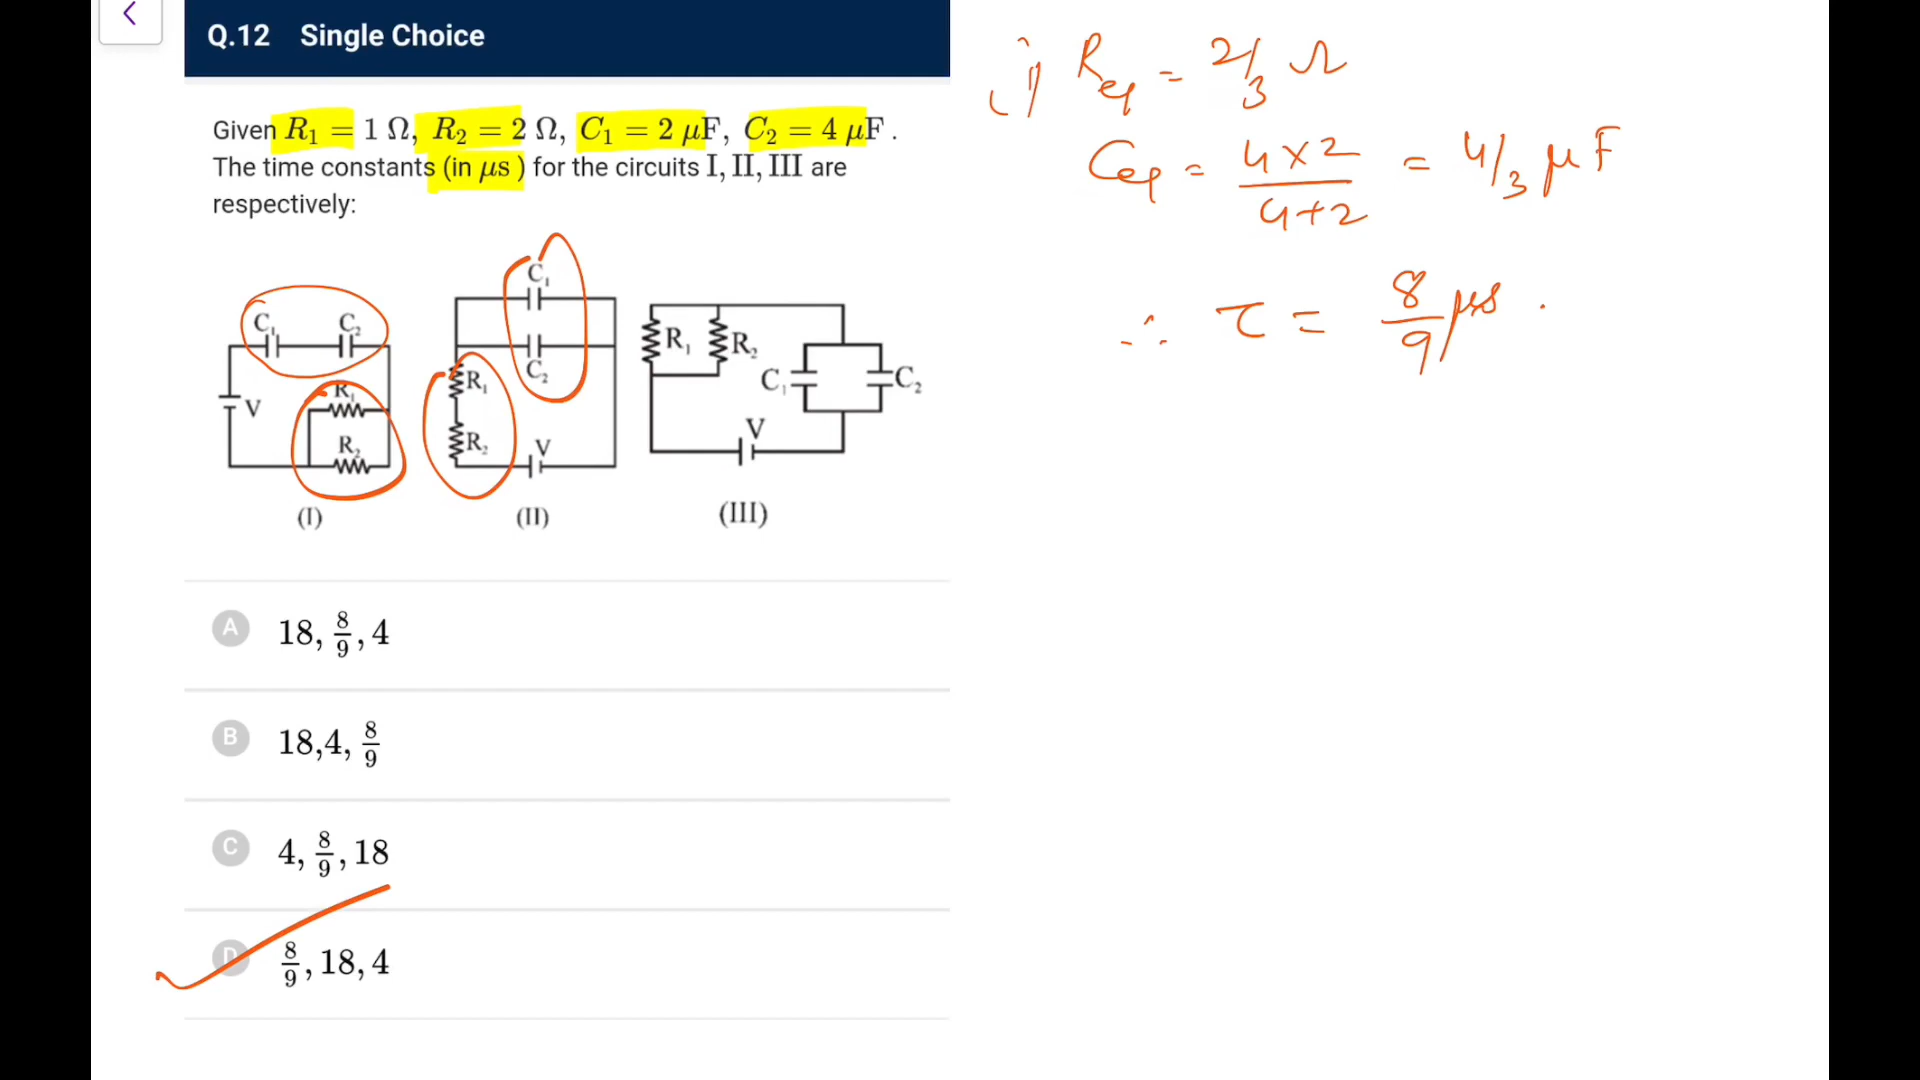 Q.12 Single Choice
Given R₁ = 1 Ω, R₂ = 2 Ω, C₁ = 2 μF, C₂ = 4 μF .
The time constants (in μs ) for the circuits I, II, III are
respectively:
C₁ C₂
R₁
V
R₂
(I)
C₁
C₂
R₁
R₂
V
(II)
R₁ R₂
C₁ C₂
V
(III)
A 18, 8/9, 4
B 18,4, 8/9
C 4, 8/9, 18
D 8/9, 18, 4
i) Req = 2/3 Ω
Ceq = 4×2/4+2 = 4/3 μF
∴ τ = 8/9 μs .